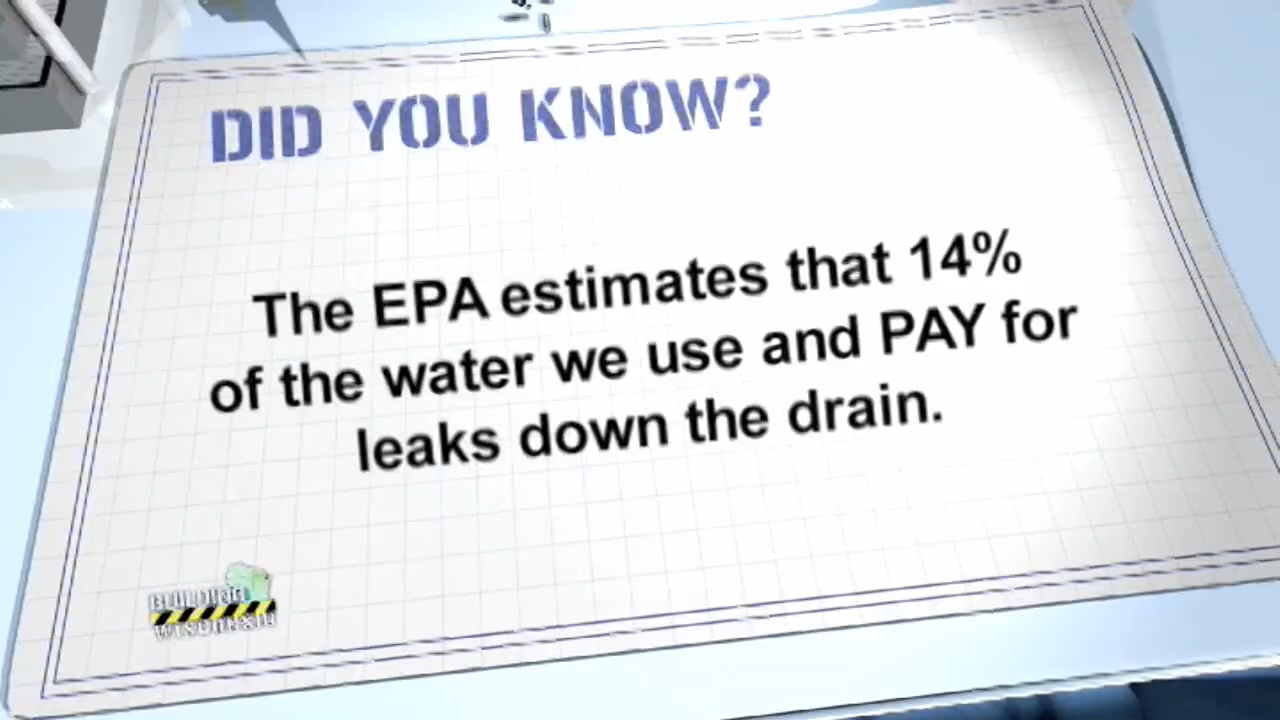 DID YOU KNOW?
The EPA estimates that 14%
of the water we use and PAY for
leaks down the drain.
BUILDING
WISCONSIN